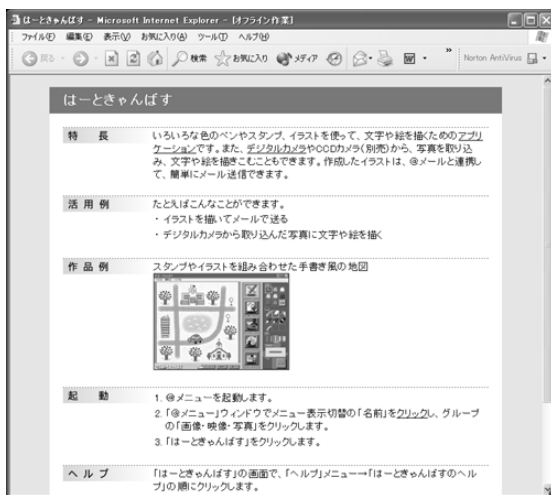 はーときゃんばす - Microsoft Internet Explorer - [オフライン作業]
ファイル(F) 編集(E) 表示(V) お気に入り(A) ツール(T) ヘルプ(H)
戻る 検索 お気に入り メディア » Norton AntiVirus
はーときゃんばす
特 長 いろいろな色のペンやスタンプ、イラストを使って、文字や絵を描くためのアプリ
ケーションです。また、デジタルカメラやCCDカメラ(別売)から、写真を取り込
み、文字や絵を描きこむこともできます。作成したイラストは、@メールと連携し
て、簡単にメール送信できます。
活 用 例 たとえばこんなことができます。
・イラストを描いてメールで送る
・デジタルカメラから取り込んだ写真に文字や絵を描く
作 品 例 スタンプやイラストを組み合わせた手書き風の地図
起 動 1. @メニューを起動します。
2. 「@メニュー」ウィンドウでメニュー表示切替の「名前」をクリックし、グループ
の「画像・映像・写真」をクリックします。
3. 「はーときゃんばす」をクリックします。
ヘ ル プ 「はーときゃんばす」の画面で、「ヘルプ」メニュー→「はーときゃんばすのヘル
プ」の順にクリックします。